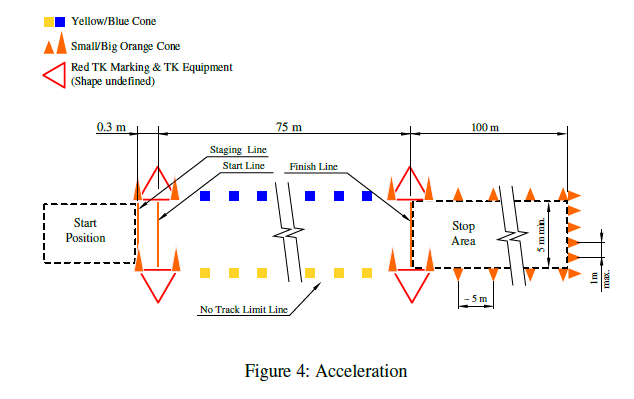 Yellow/Blue Cone
Small/Big Orange Cone
Red TK Marking & TK Equipment
(Shape undefined)
0.3 m
75 m
100 m
Staging Line
Start Line
Finish Line
Start
Position
Stop
Area
5 m min.
1m
max.
~ 5 m
No Track Limit Line
Figure 4: Acceleration